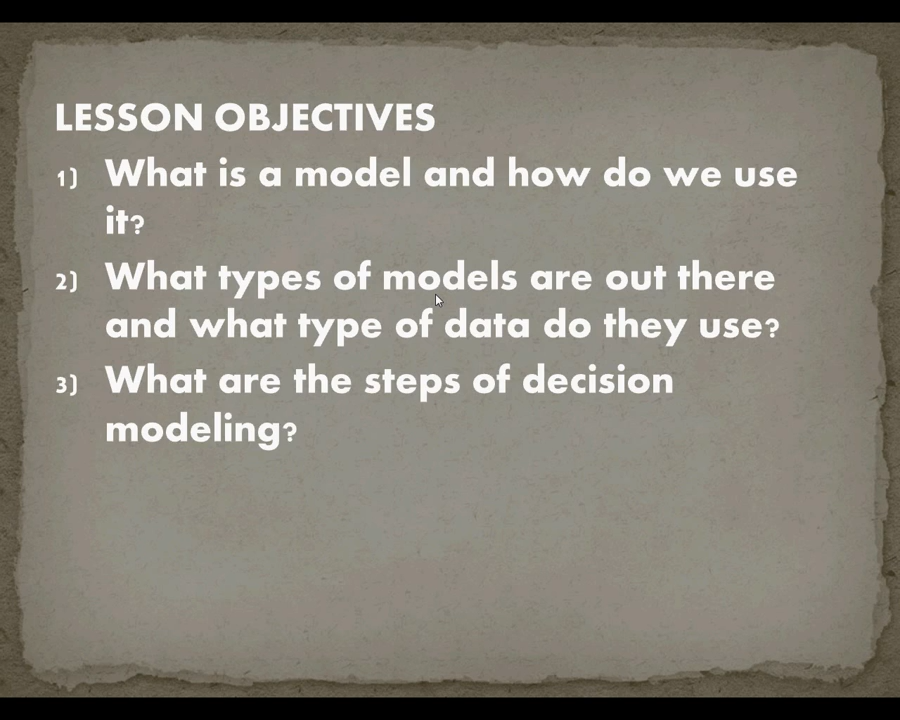 LESSON OBJECTIVES
1) What is a model and how do we use
it?
2) What types of models are out there
and what type of data do they use?
3) What are the steps of decision
modeling?